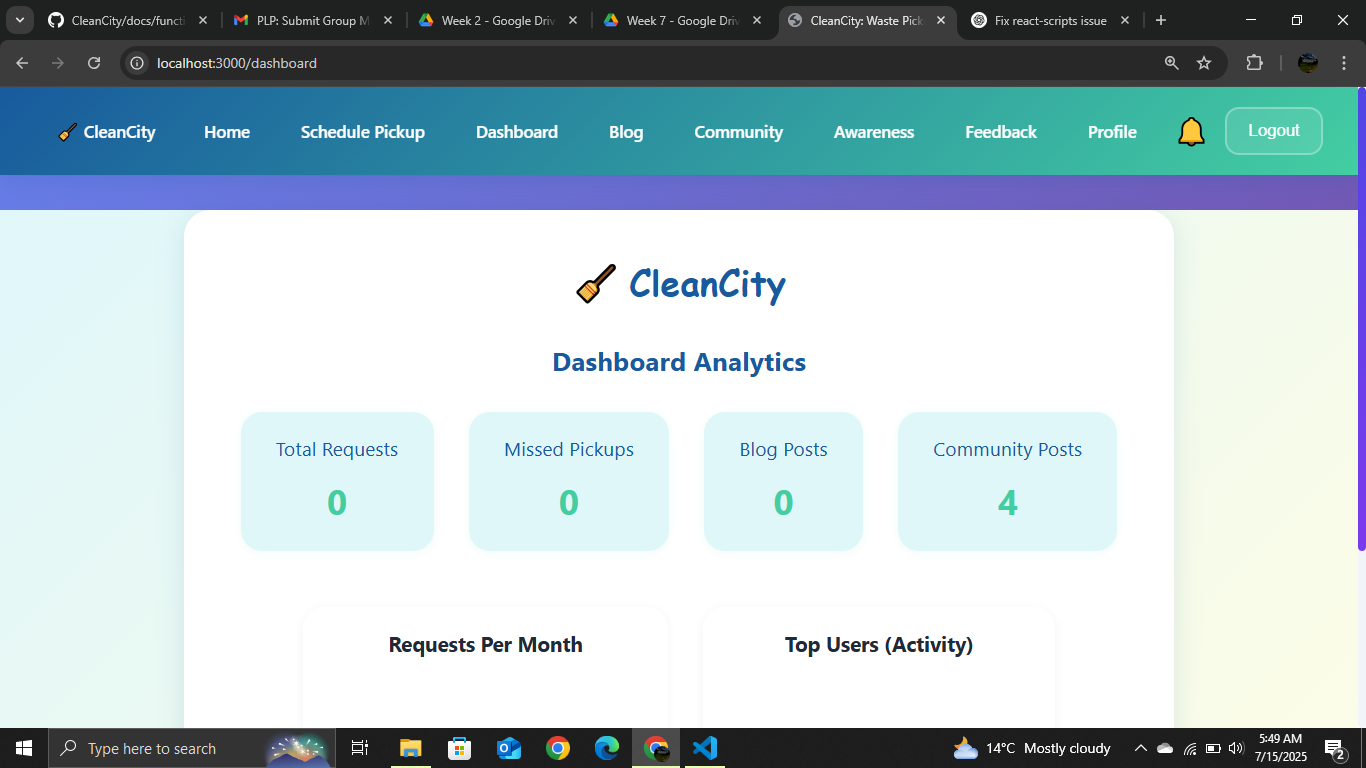 CleanCity/docs/functi
PLP: Submit Group M
Week 2 - Google Driv
Week 7 - Google Driv
CleanCity: Waste Pick
Fix react-scripts issue
localhost:3000/dashboard
CleanCity
Home
Schedule Pickup
Dashboard
Blog
Community
Awareness
Feedback
Profile
Logout
CleanCity
Dashboard Analytics
Total Requests
0
Missed Pickups
0
Blog Posts
0
Community Posts
4
Requests Per Month
Top Users (Activity)
Type here to search
14°C Mostly cloudy
5:49 AM
7/15/2025
2